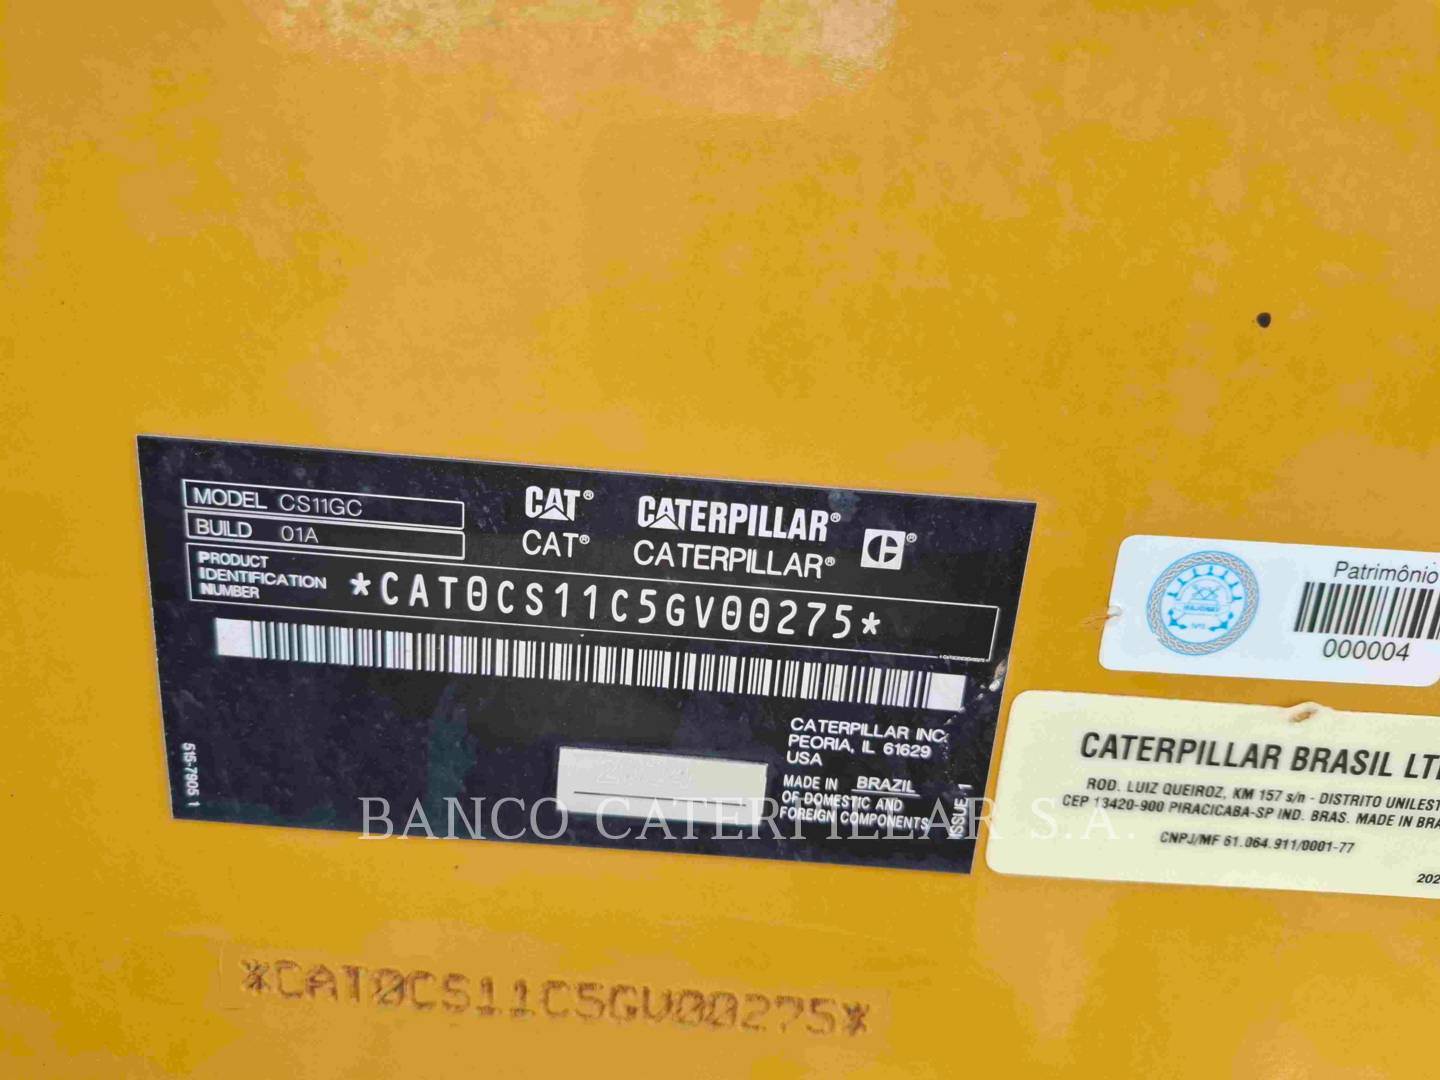 MODEL CS11GC
BUILD 01A
CAT® CATERPILLAR®
CAT® CATERPILLAR®
PRODUCT IDENTIFICATION NUMBER *CAT0CS11C5GV00275*
515-7905 1
CATERPILLAR INC.
PEORIA, IL 61629
USA
MADE IN BRAZIL
OF DOMESTIC AND
FOREIGN COMPONENTS
ISSUE 1
Patrimônio
000004
CATERPILLAR BRASIL LT
ROD. LUIZ QUEIROZ, KM 157 s/n - DISTRITO UNILEST
CEP 13420-900 PIRACICABA-SP IND. BRAS. MADE IN BRA
CNPJ/MF 61.064.911/0001-77
202
BANCO CATERPILLAR S.A.
*CAT0CS11C5GV00275*